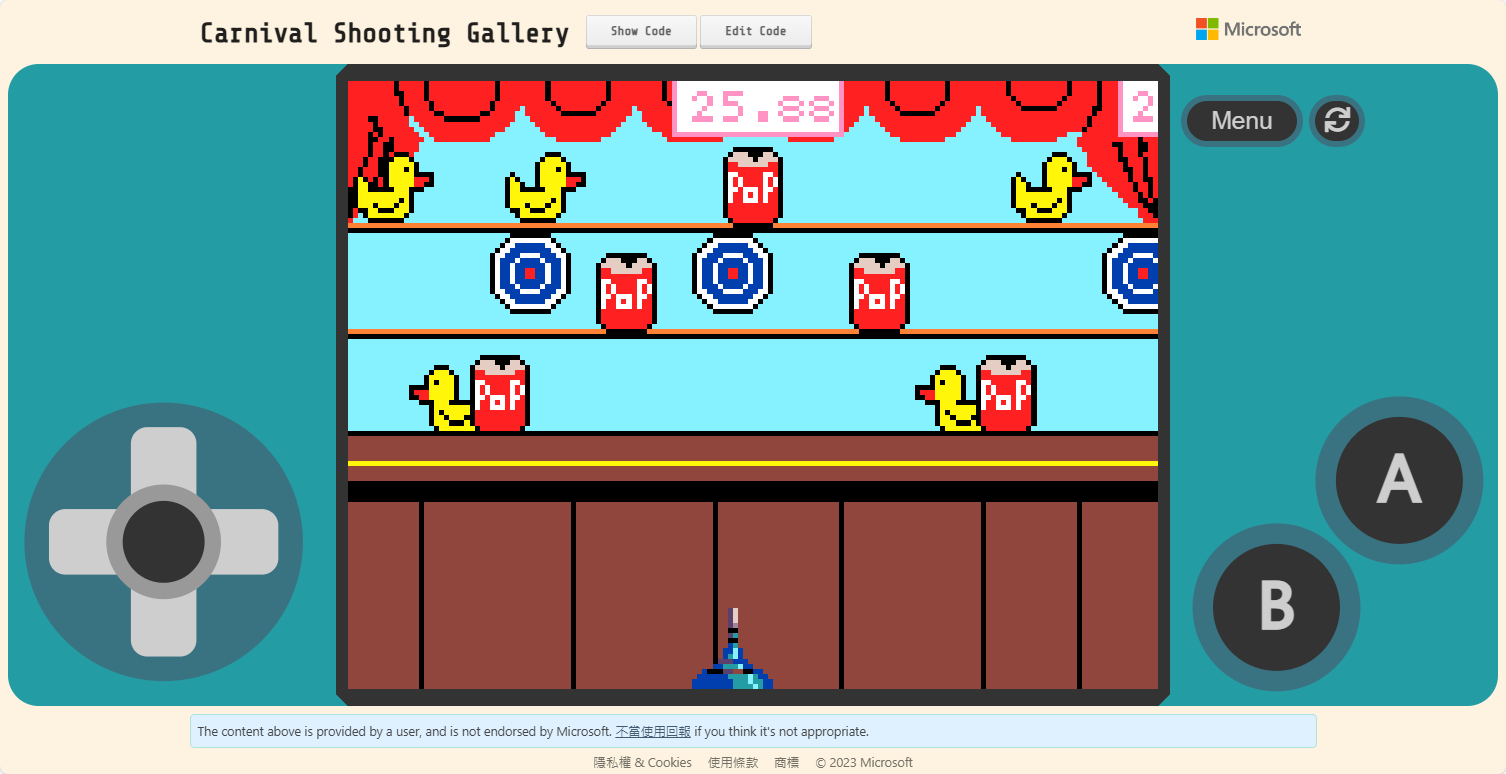 Carnival Shooting Gallery Show Code Edit Code Microsoft
25.88 2
Menu
POP
POP POP
POP POP
A
B
The content above is provided by a user, and is not endorsed by Microsoft. 不當使用回報 if you think it's not appropriate.
隱私權 & Cookies 使用條款 商標 © 2023 Microsoft